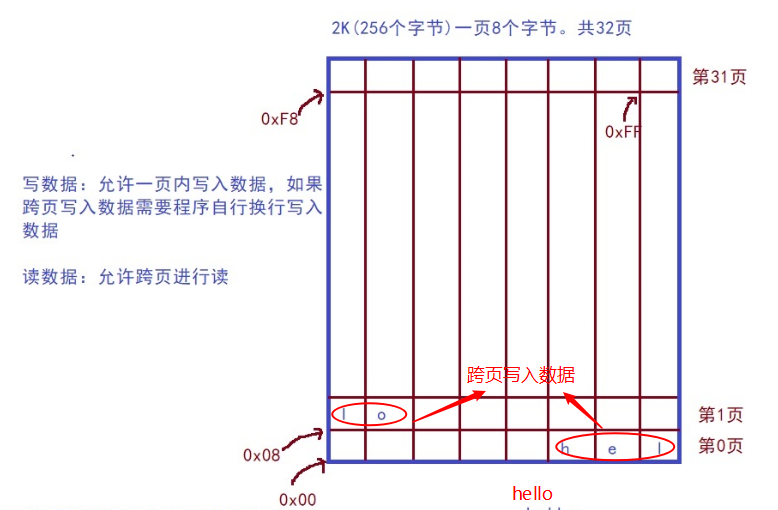 2K(256个字节)一页8个字节。共32页
第31页
0xF8
0xFF
写数据：允许一页内写入数据，如果
跨页写入数据需要程序自行换行写入
数据
读数据：允许跨页进行读
跨页写入数据
l o
第1页
h e l
第0页
0x08
0x00
hello